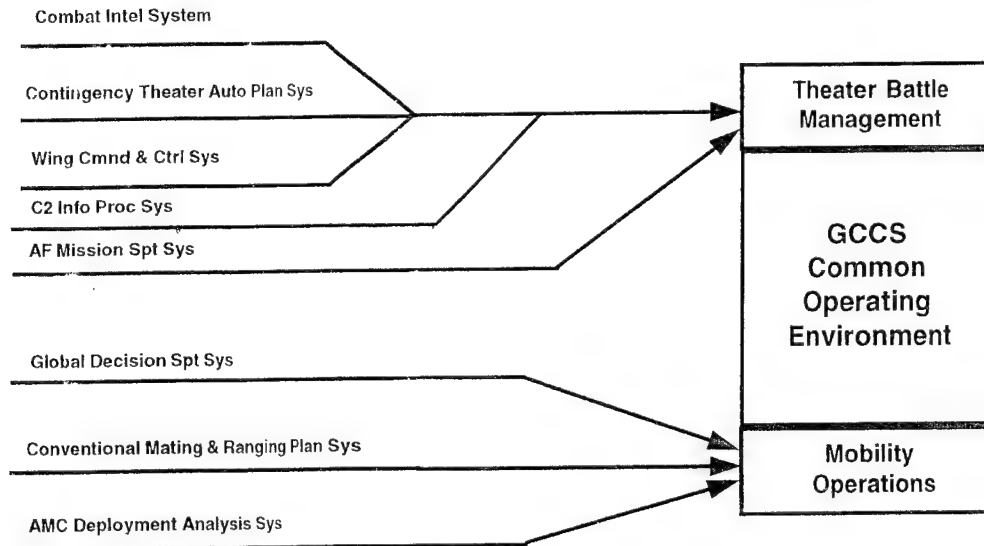 Combat Intel System
Contingency Theater Auto Plan Sys
Wing Cmnd & Ctrl Sys
C2 Info Proc Sys
AF Mission Spt Sys
Global Decision Spt Sys
Conventional Mating & Ranging Plan Sys
AMC Deployment Analysis Sys
Theater Battle
Management
GCCS
Common
Operating
Environment
Mobility
Operations